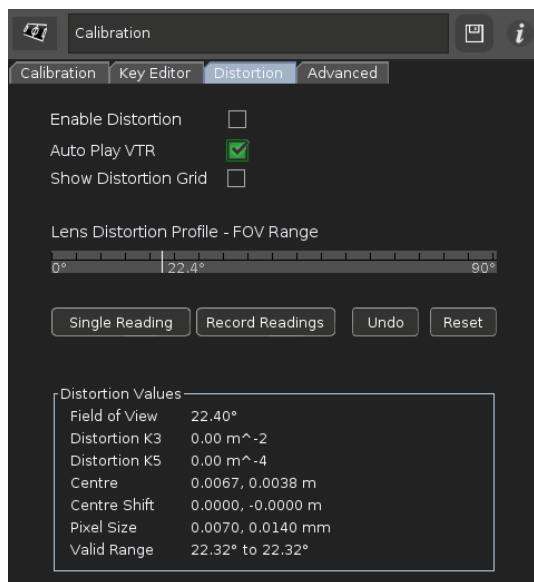 Calibration
i
Calibration Key Editor Distortion Advanced
Enable Distortion
Auto Play VTR
Show Distortion Grid
Lens Distortion Profile - FOV Range
0° 22.4° 90°
Single Reading Record Readings Undo Reset
Distortion Values
Field of View 22.40°
Distortion K3 0.00 m^-2
Distortion K5 0.00 m^-4
Centre 0.0067, 0.0038 m
Centre Shift 0.0000, -0.0000 m
Pixel Size 0.0070, 0.0140 mm
Valid Range 22.32° to 22.32°